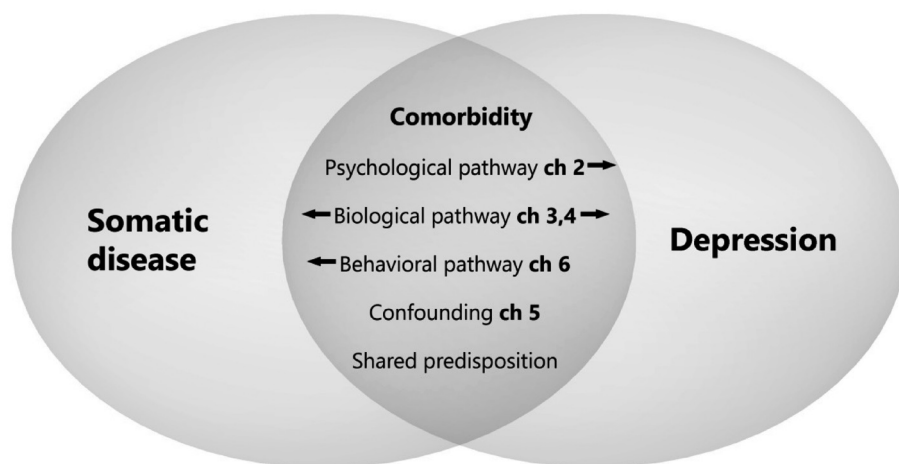 Comorbidity
Psychological pathway ch 2
Biological pathway ch 3,4
Behavioral pathway ch 6
Confounding ch 5
Shared predisposition
Somatic
disease
Depression